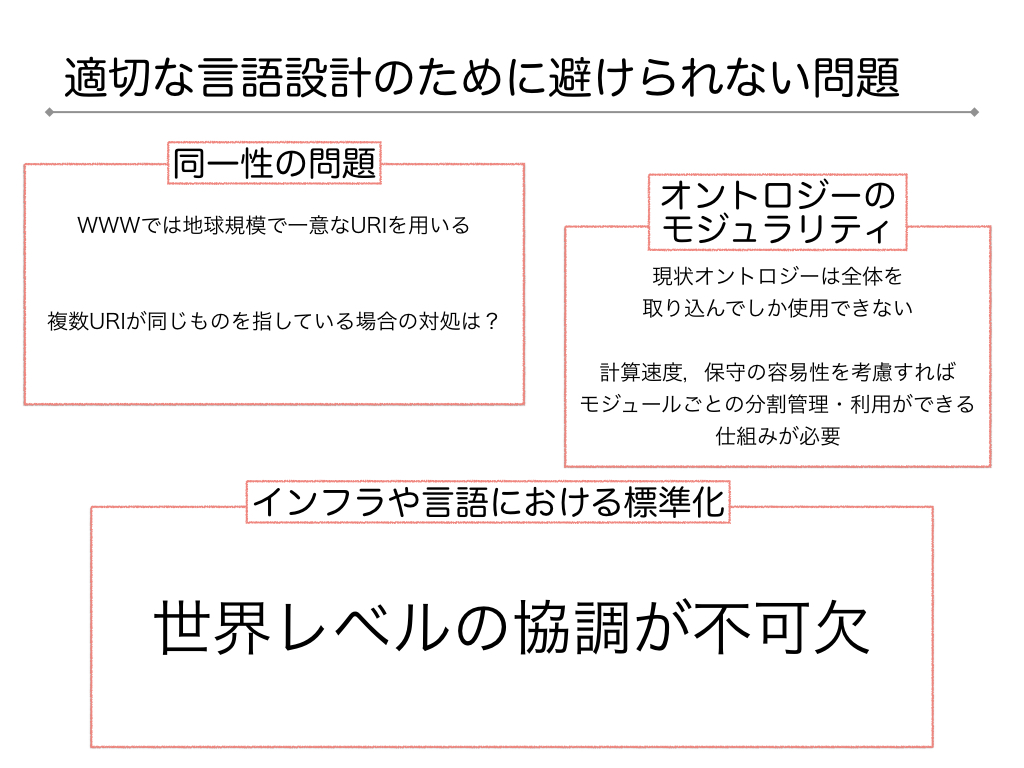 適切な言語設計のために避けられない問題
同一性の問題
WWWでは地球規模で一意なURIを用いる
複数URIが同じものを指している場合の対処は？
オントロジーの
モジュラリティ
現状オントロジーは全体を
取り込んでしか使用できない
計算速度，保守の容易性を考慮すれば
モジュールごとの分割管理・利用ができる
仕組みが必要
インフラや言語における標準化
世界レベルの協調が不可欠